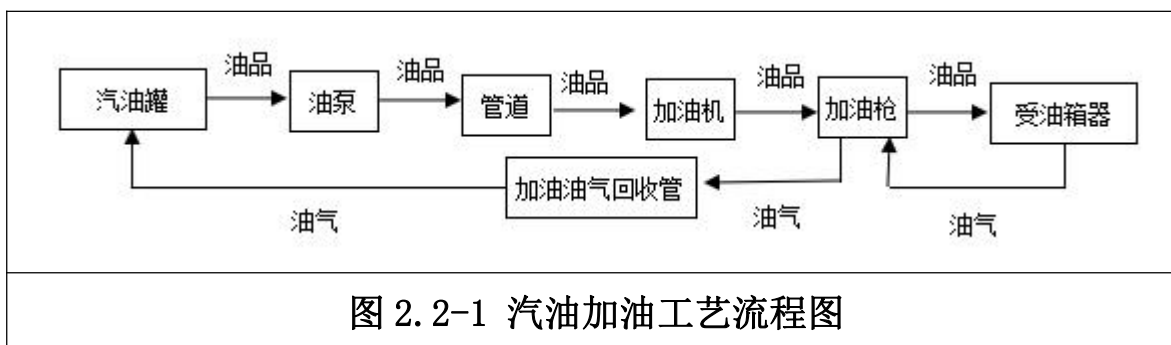 油品
油品
油品
油品
油品
汽油罐
油泵
管道
加油机
加油枪
受油箱器
加油油气回收管
油气
油气
油气
图 2.2-1 汽油加油工艺流程图